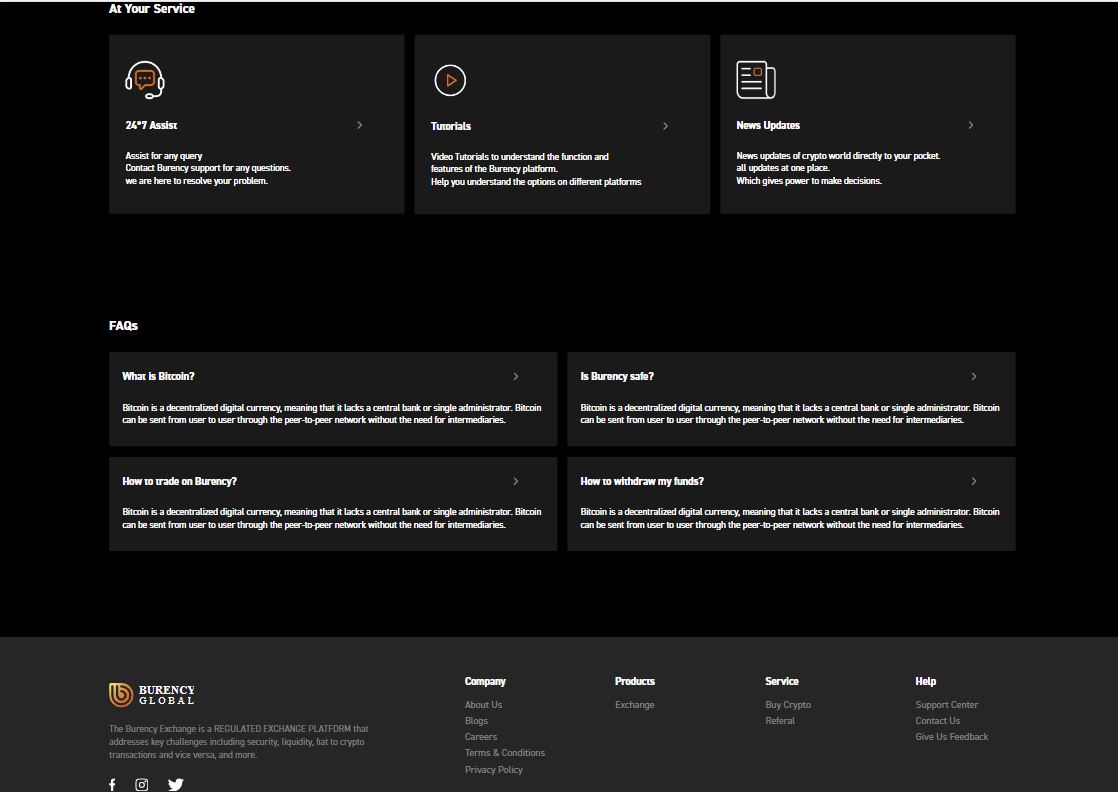 At Your Service
24*7 Assist
Assist for any query
Contact Burency support for any questions.
we are here to resolve your problem.
Tutorials
Video Tutorials to understand the function and
features of the Burency platform.
Help you understand the options on different platforms
News Updates
News updates of crypto world directly to your pocket.
all updates at one place.
Which gives power to make decisions.
FAQs
What is Bitcoin?
Bitcoin is a decentralized digital currency, meaning that it lacks a central bank or single administrator. Bitcoin
can be sent from user to user through the peer-to-peer network without the need for intermediaries.
Is Burency safe?
Bitcoin is a decentralized digital currency, meaning that it lacks a central bank or single administrator. Bitcoin
can be sent from user to user through the peer-to-peer network without the need for intermediaries.
How to trade on Burency?
Bitcoin is a decentralized digital currency, meaning that it lacks a central bank or single administrator. Bitcoin
can be sent from user to user through the peer-to-peer network without the need for intermediaries.
How to withdraw my funds?
Bitcoin is a decentralized digital currency, meaning that it lacks a central bank or single administrator. Bitcoin
can be sent from user to user through the peer-to-peer network without the need for intermediaries.
BURENCY
GLOBAL
The Burency Exchange is a REGULATED EXCHANGE PLATFORM that
addresses key challenges including security, liquidity, fiat to crypto
transactions and vice versa, and more.
Company
About Us
Blogs
Careers
Terms & Conditions
Privacy Policy
Products
Exchange
Service
Buy Crypto
Referal
Help
Support Center
Contact Us
Give Us Feedback